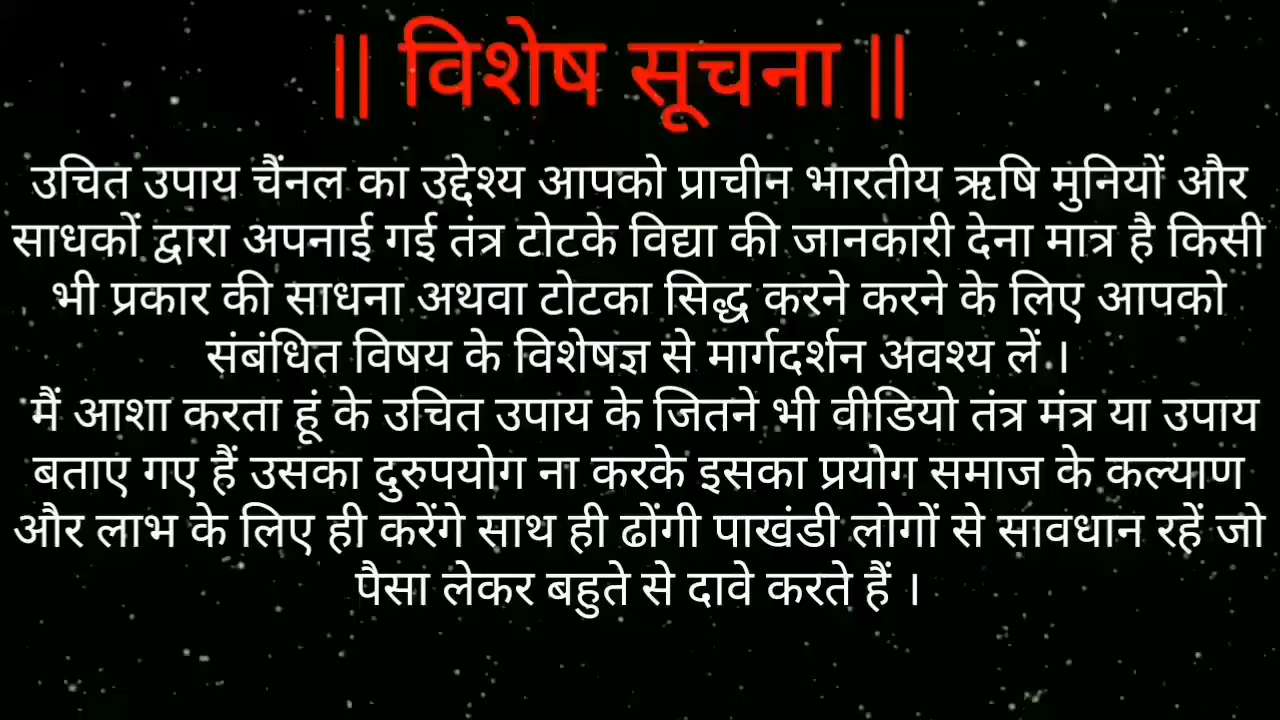 || विशेष सूचना ||
उचित उपाय चैंनल का उद्देश्य आपको प्राचीन भारतीय ऋषि मुनियों और
साधकों द्वारा अपनाई गई तंत्र टोटके विद्या की जानकारी देना मात्र है किसी
भी प्रकार की साधना अथवा टोटका सिद्ध करने करने के लिए आपको
संबंधित विषय के विशेषज्ञ से मार्गदर्शन अवश्य लें ।
मैं आशा करता हूं के उचित उपाय के जितने भी वीडियो तंत्र मंत्र या उपाय
बताए गए हैं उसका दुरुपयोग ना करके इसका प्रयोग समाज के कल्याण
और लाभ के लिए ही करेंगे साथ ही ढोंगी पाखंडी लोगों से सावधान रहें जो
पैसा लेकर बहुते से दावे करते हैं ।